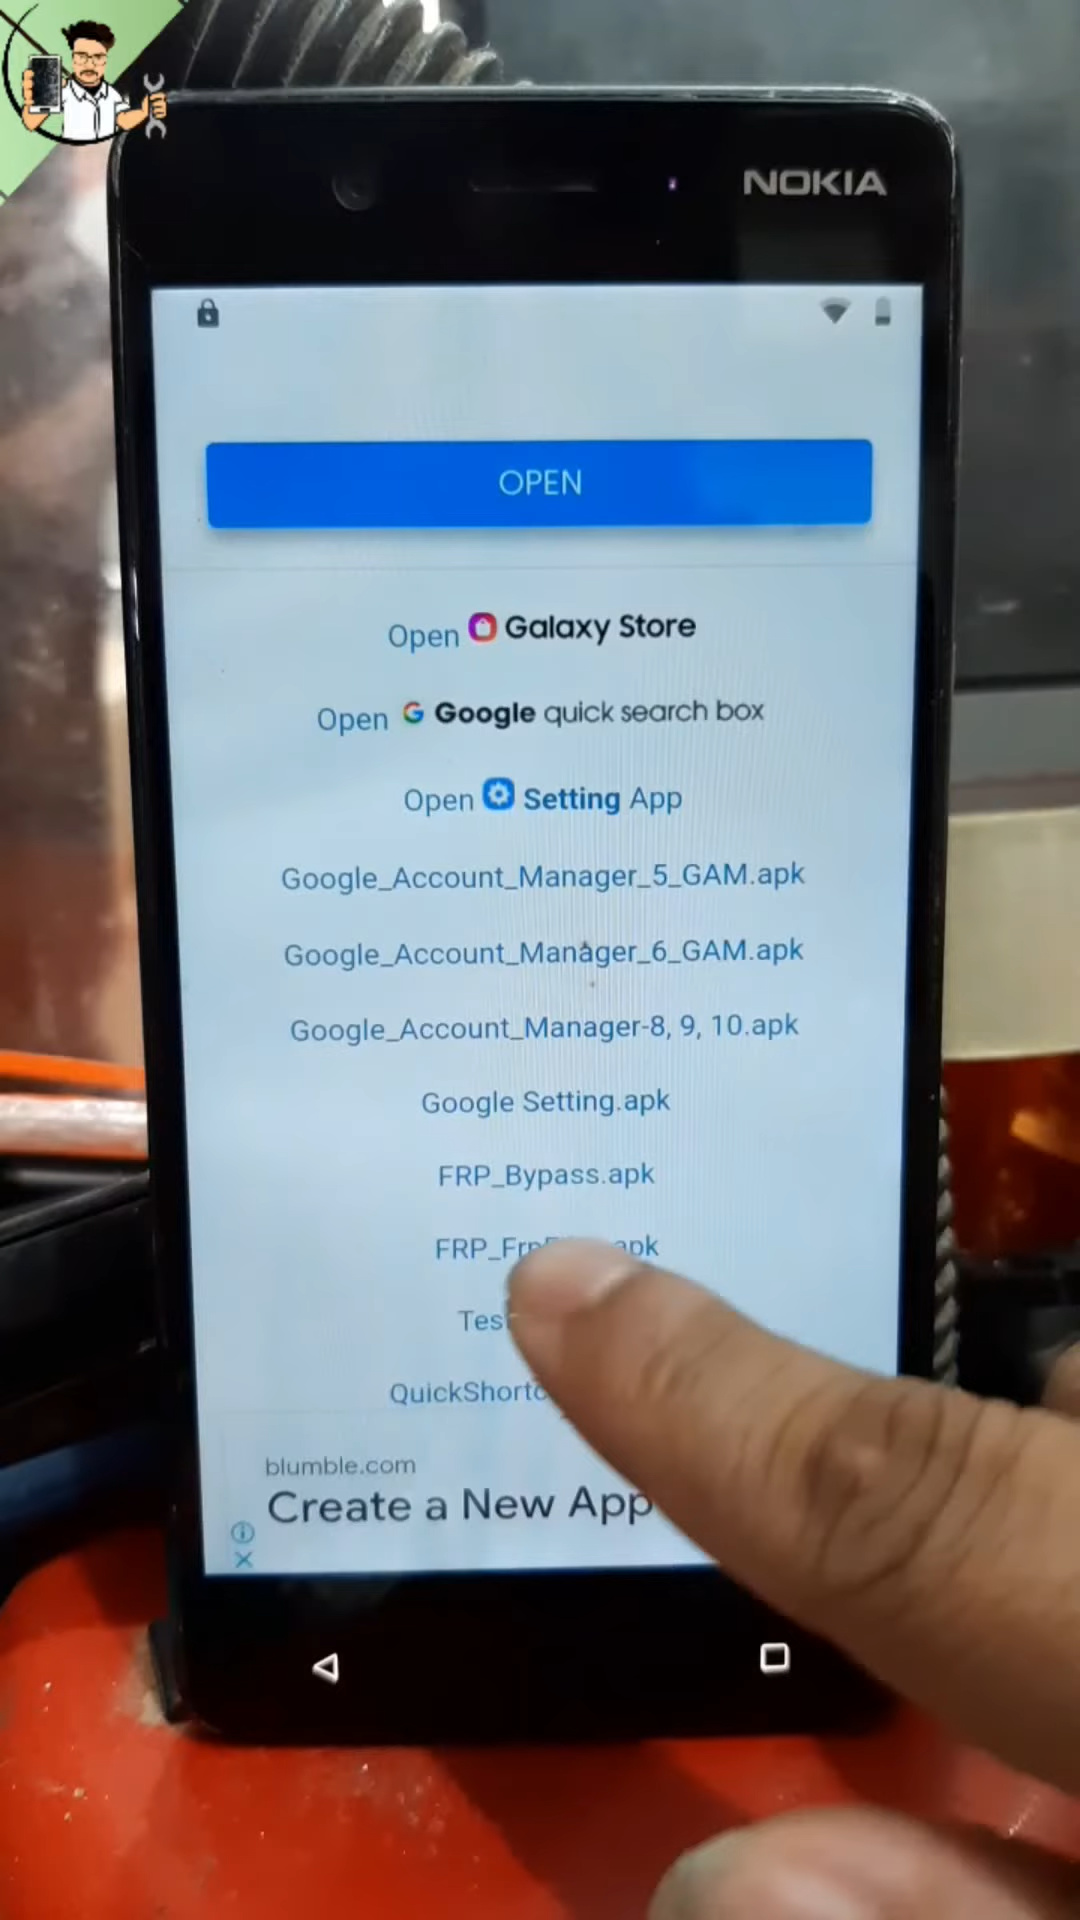 NOKIA
OPEN
Open Galaxy Store
Open Google quick search box
Open Setting App
Google_Account_Manager_5_GAM.apk
Google_Account_Manager_6_GAM.apk
Google_Account_Manager-8, 9, 10.apk
Google Setting.apk
FRP_Bypass.apk
blumble.com
Create a New App